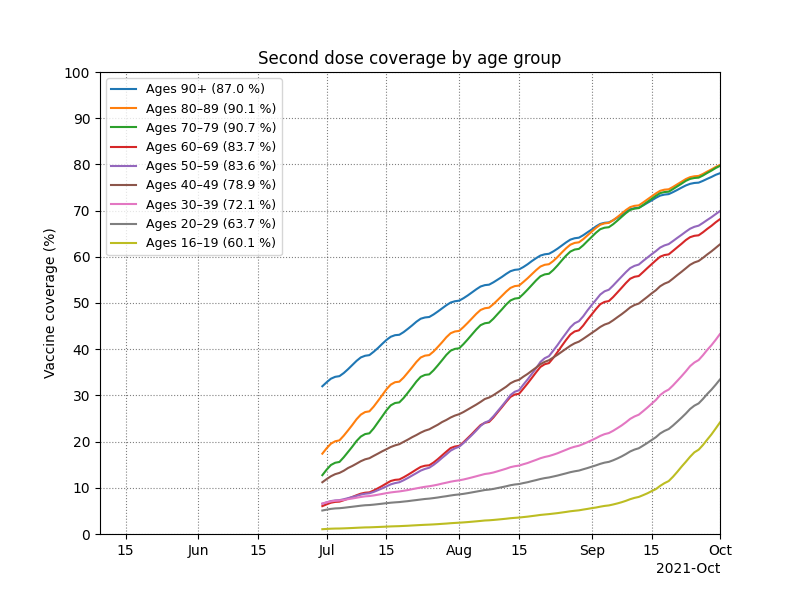 Second dose coverage by age group
Vaccine coverage (%)
100
90
80
70
60
50
40
30
20
10
0
Ages 90+ (87.0 %)
Ages 80–89 (90.1 %)
Ages 70–79 (90.7 %)
Ages 60–69 (83.7 %)
Ages 50–59 (83.6 %)
Ages 40–49 (78.9 %)
Ages 30–39 (72.1 %)
Ages 20–29 (63.7 %)
Ages 16–19 (60.1 %)
15 Jun 15 Jul 15 Aug 15 Sep 15 Oct
2021-Oct